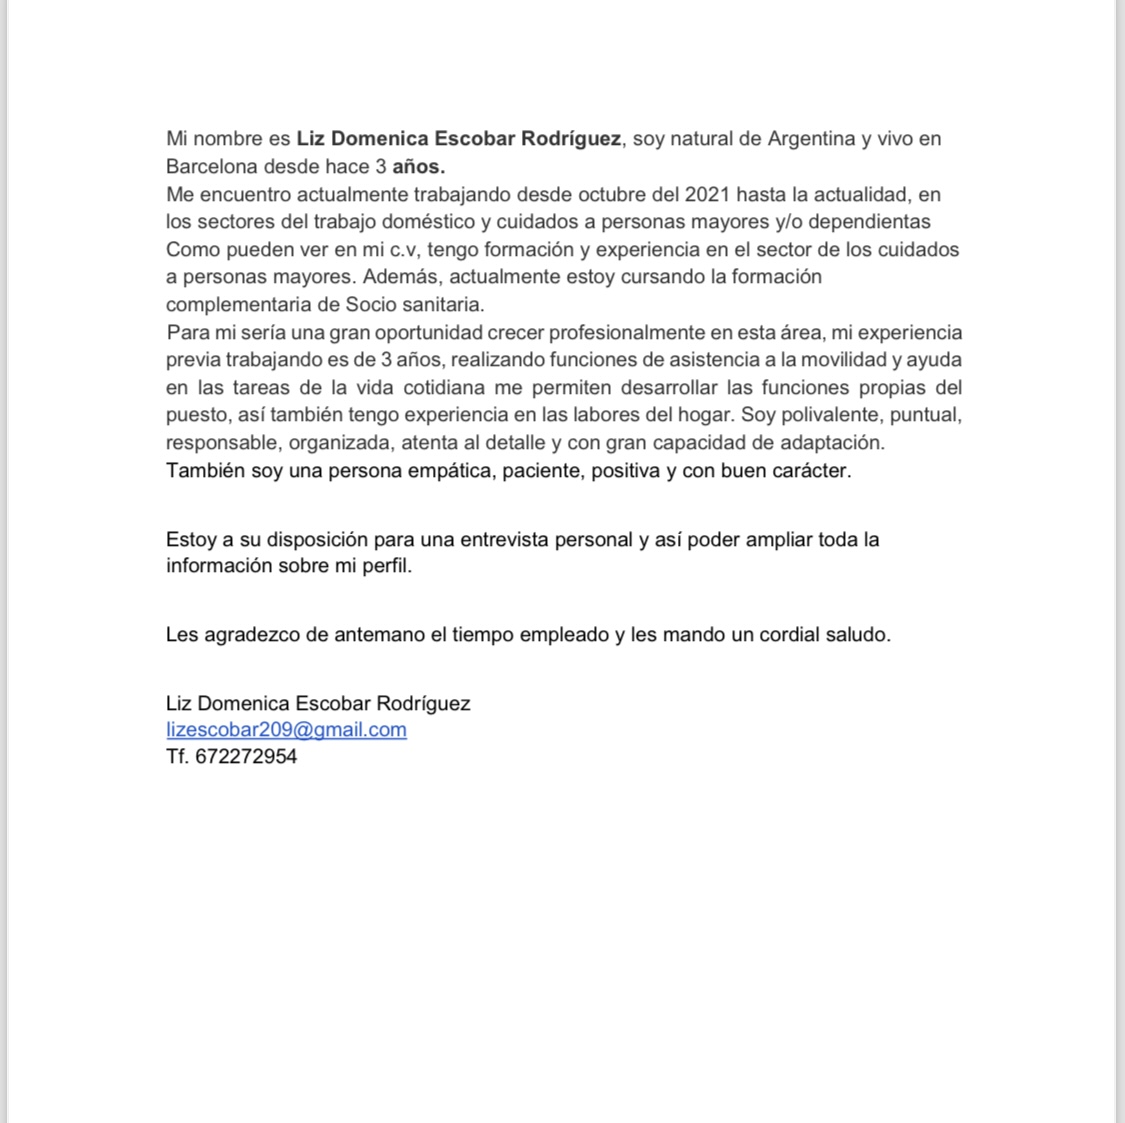 Mi nombre es Liz Domenica Escobar Rodríguez, soy natural de Argentina y vivo en
Barcelona desde hace 3 años.
Me encuentro actualmente trabajando desde octubre del 2021 hasta la actualidad, en
los sectores del trabajo doméstico y cuidados a personas mayores y/o dependientas
Como pueden ver en mi c.v, tengo formación y experiencia en el sector de los cuidados
a personas mayores. Además, actualmente estoy cursando la formación
complementaria de Socio sanitaria.
Para mi sería una gran oportunidad crecer profesionalmente en esta área, mi experiencia
previa trabajando es de 3 años, realizando funciones de asistencia a la movilidad y ayuda
en las tareas de la vida cotidiana me permiten desarrollar las funciones propias del
puesto, así también tengo experiencia en las labores del hogar. Soy polivalente, puntual,
responsable, organizada, atenta al detalle y con gran capacidad de adaptación.
También soy una persona empática, paciente, positiva y con buen carácter.
Estoy a su disposición para una entrevista personal y así poder ampliar toda la
información sobre mi perfil.
Les agradezco de antemano el tiempo empleado y les mando un cordial saludo.
Liz Domenica Escobar Rodríguez
lizescobar209@gmail.com
Tf. 672272954